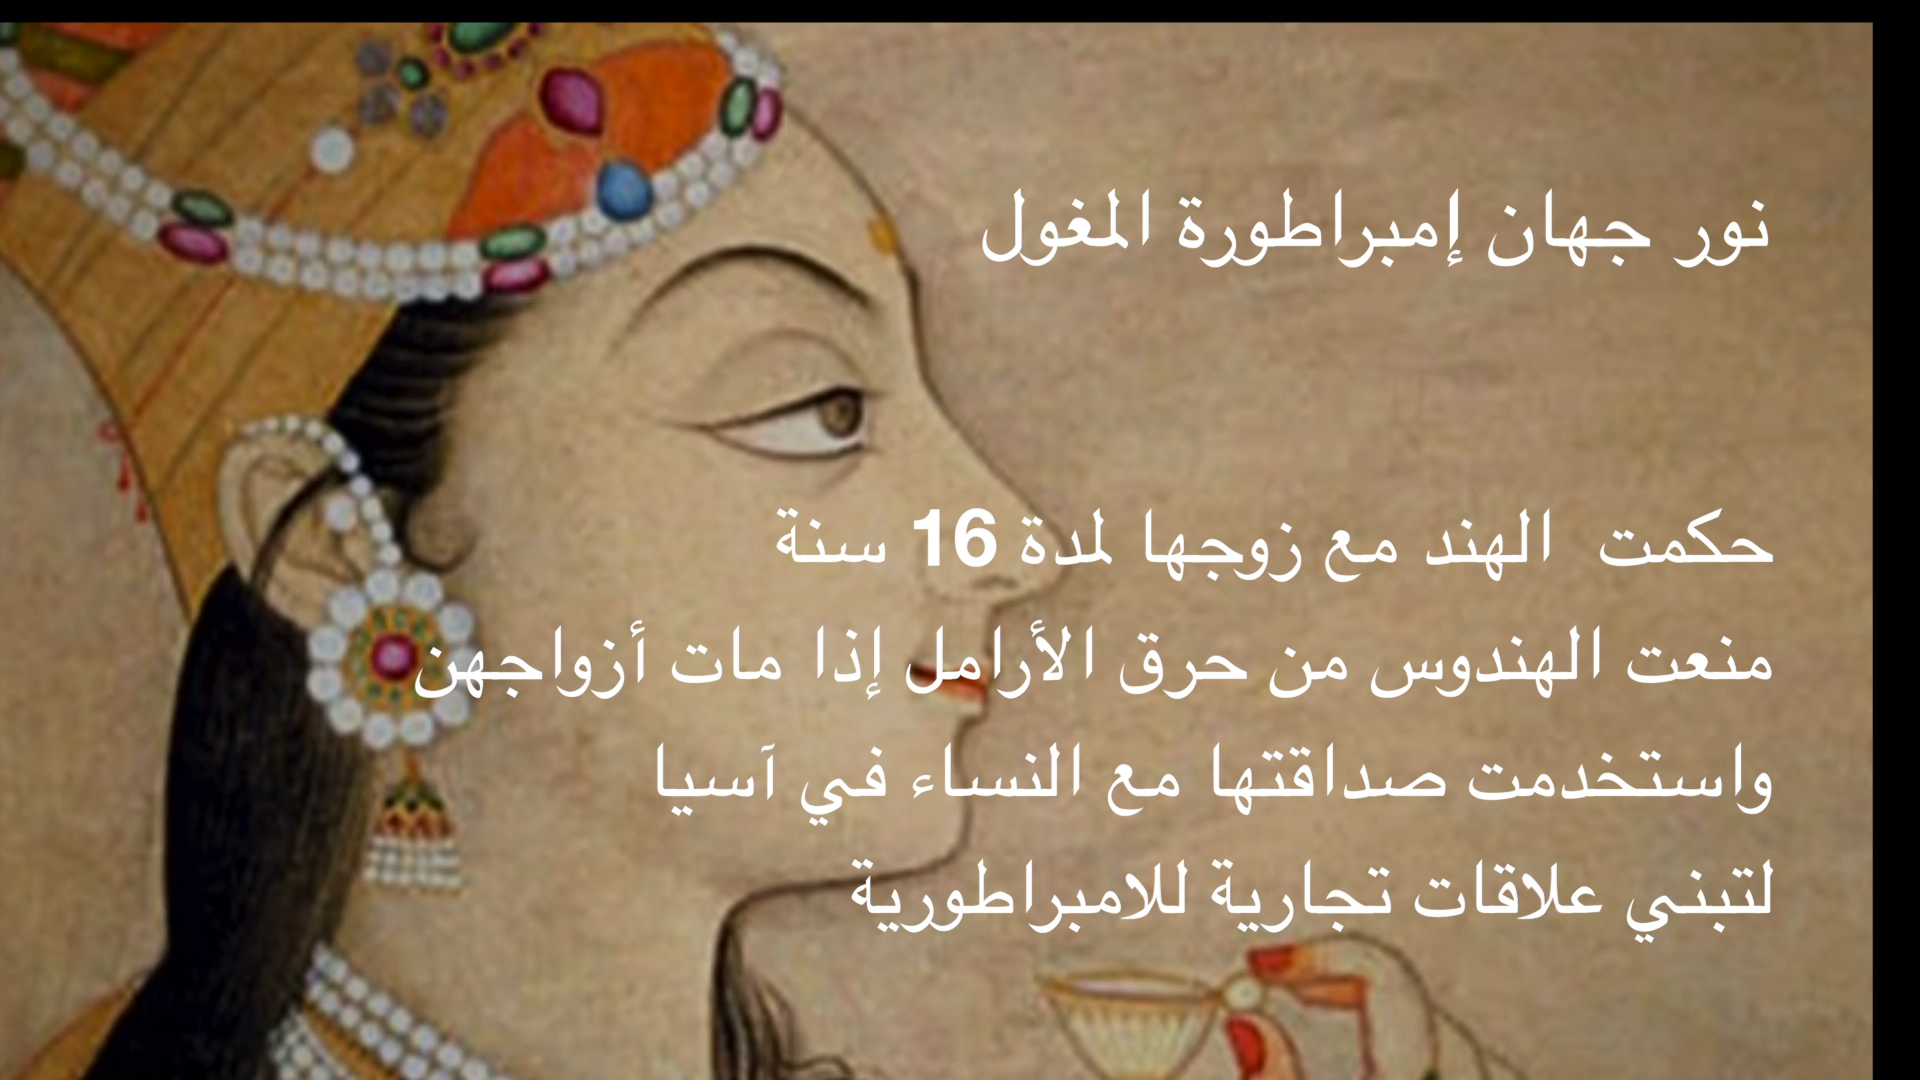 نور جهان إمبراطورة المغول
حكمت الهند مع زوجها لمدة 16 سنة
منعت الهندوس من حرق الأرامل إذا مات أزواجهن
واستخدمت صداقتها مع النساء في آسيا
لتبني علاقات تجارية للامبراطورية